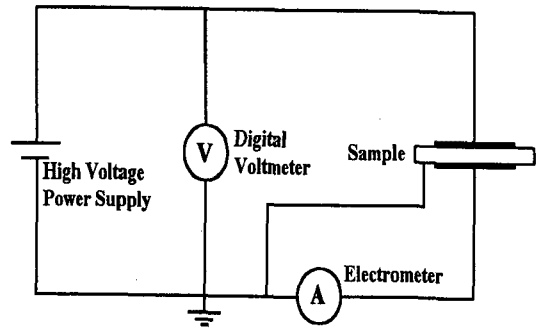 High Voltage
Power Supply
V
Digital
Voltmeter
Sample
Electrometer
A